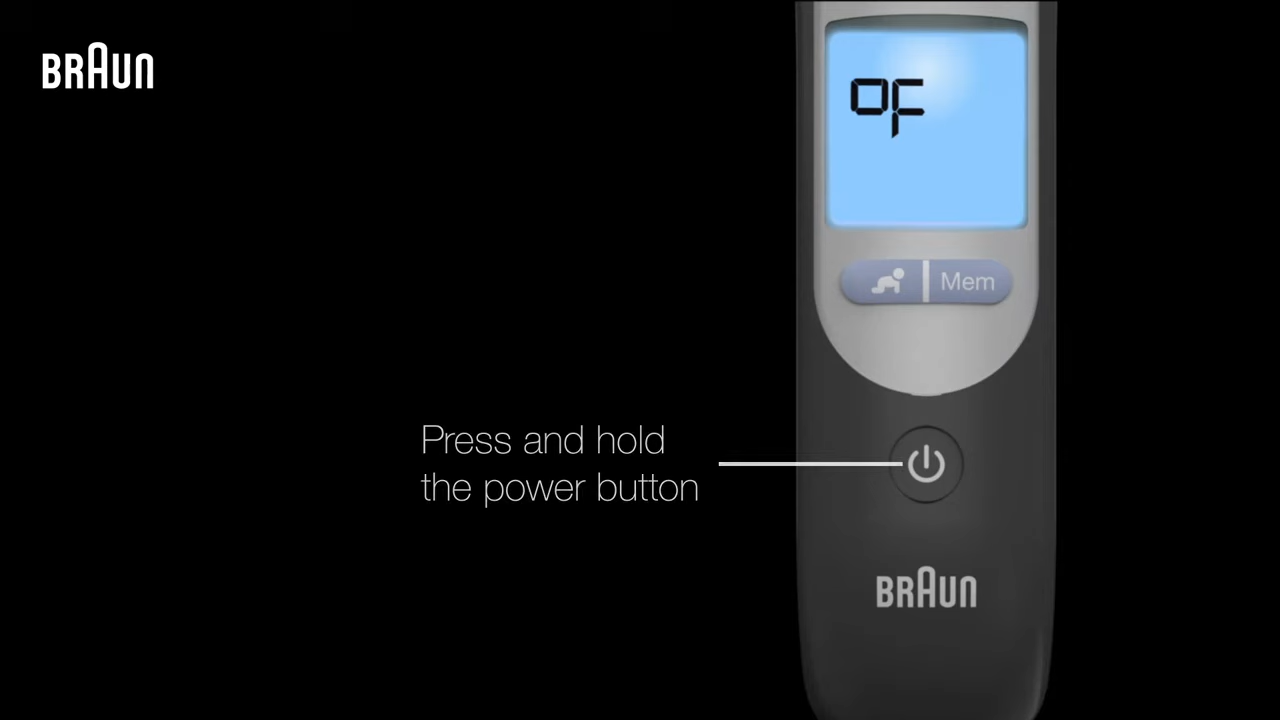 BRAUN
ºF
Mem
Press and hold
the power button
BRAUN